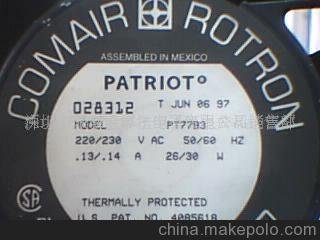 COMAIR ROTRON
ASSEMBLED IN MEXICO
PATRIOT®
028312 T JUN 06 97
MODEL PT77B3
220/230 V AC 50/60 HZ
.13/.14 A 26/30 W
THERMALLY PROTECTED
U.S. PAT. NO. 4085618
china.makepolo.com